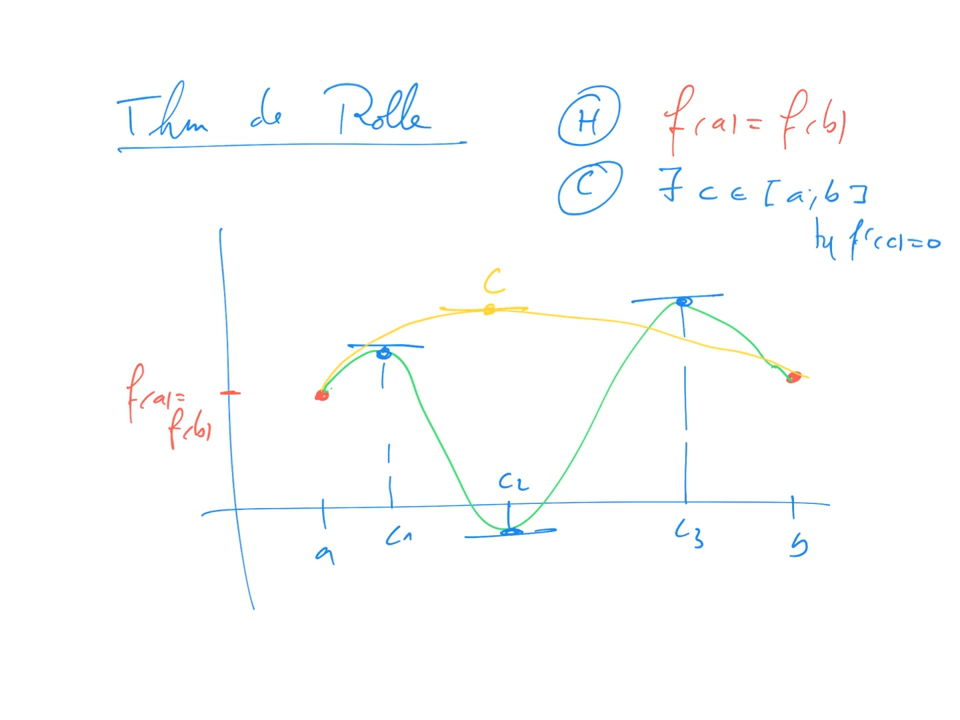 Thm de Rolle
H f(a) = f(b)
C ∃ c ∈ [a;b]
tq f'(c)=0
C
f(a)=
f(b)
C2
a
C1
C3
b